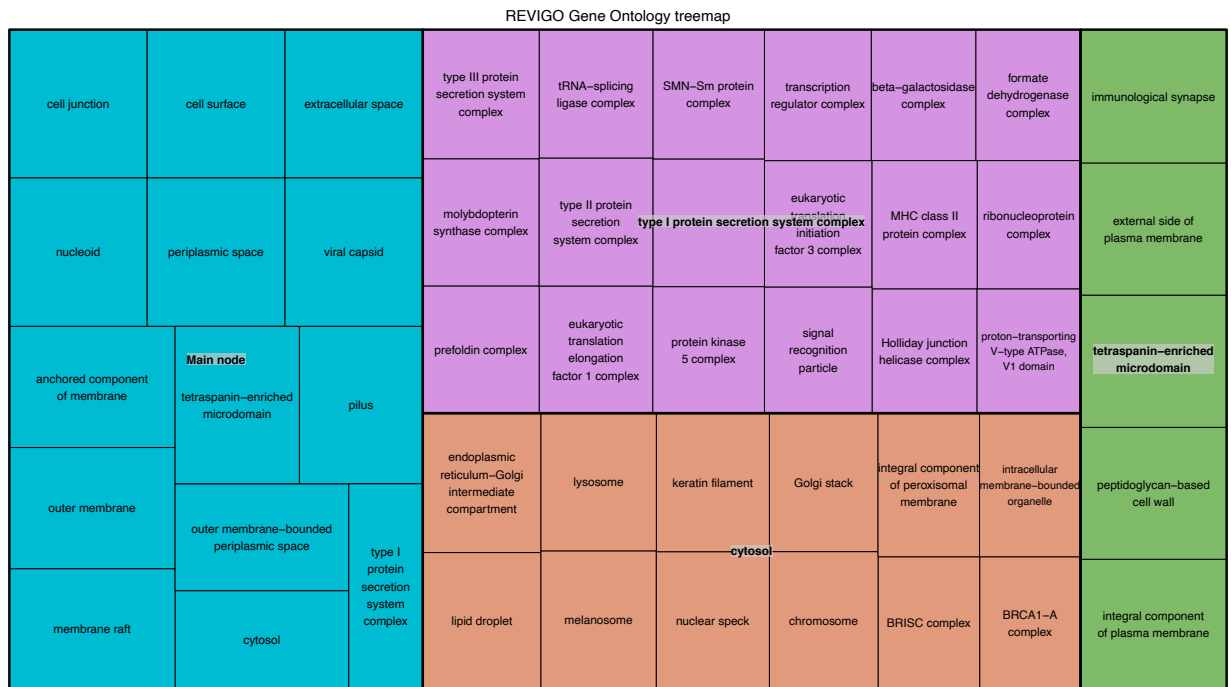 REVIGO Gene Ontology treemap
cell junction
cell surface
extracellular space
nucleoid
periplasmic space
viral capsid
anchored component
of membrane
Main node
tetraspanin−enriched
microdomain
pilus
outer membrane
outer membrane−bounded
periplasmic space
type I
protein
secretion
system
complex
membrane raft
cytosol
type III protein
secretion system
complex
tRNA−splicing
ligase complex
SMN−Sm protein
complex
transcription
regulator complex
beta−galactosidase
complex
formate
dehydrogenase
complex
molybdopterin
synthase complex
type II protein
secretion
system complex
type I protein secretion system complex
eukaryotic
translation
initiation
factor 3 complex
MHC class II
protein complex
ribonucleoprotein
complex
prefoldin complex
eukaryotic
translation
elongation
factor 1 complex
protein kinase
5 complex
signal
recognition
particle
Holliday junction
helicase complex
proton−transporting
V−type ATPase,
V1 domain
endoplasmic
reticulum−Golgi
intermediate
compartment
lysosome
keratin filament
Golgi stack
integral component
of peroxisomal
membrane
intracellular
membrane−bounded
organelle
cytosol
lipid droplet
melanosome
nuclear speck
chromosome
BRISC complex
BRCA1−A
complex
immunological synapse
external side of
plasma membrane
tetraspanin−enriched
microdomain
peptidoglycan−based
cell wall
integral component
of plasma membrane